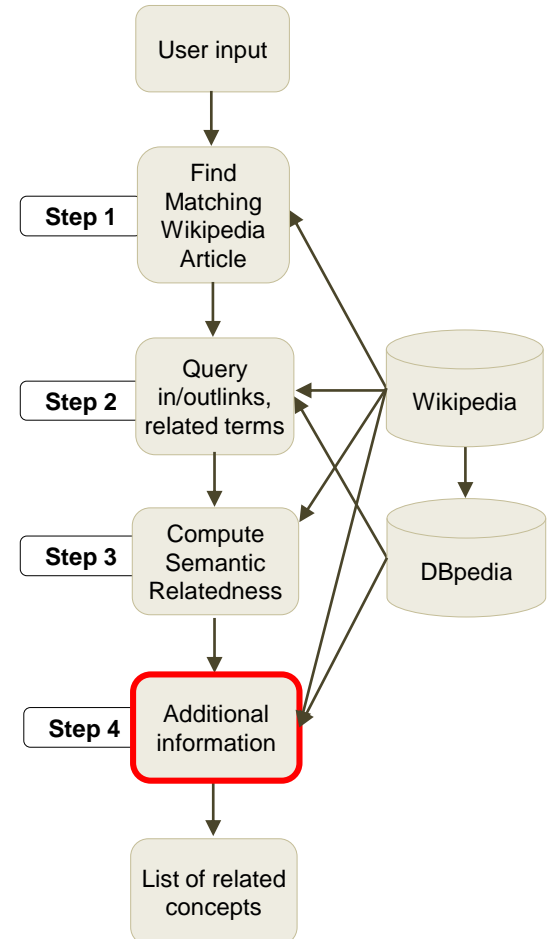 User input
Step 1
Find
Matching
Wikipedia
Article
Step 2
Query
in/outlinks,
related terms
Wikipedia
Step 3
Compute
Semantic
Relatedness
DBpedia
Step 4
Additional
information
List of related
concepts